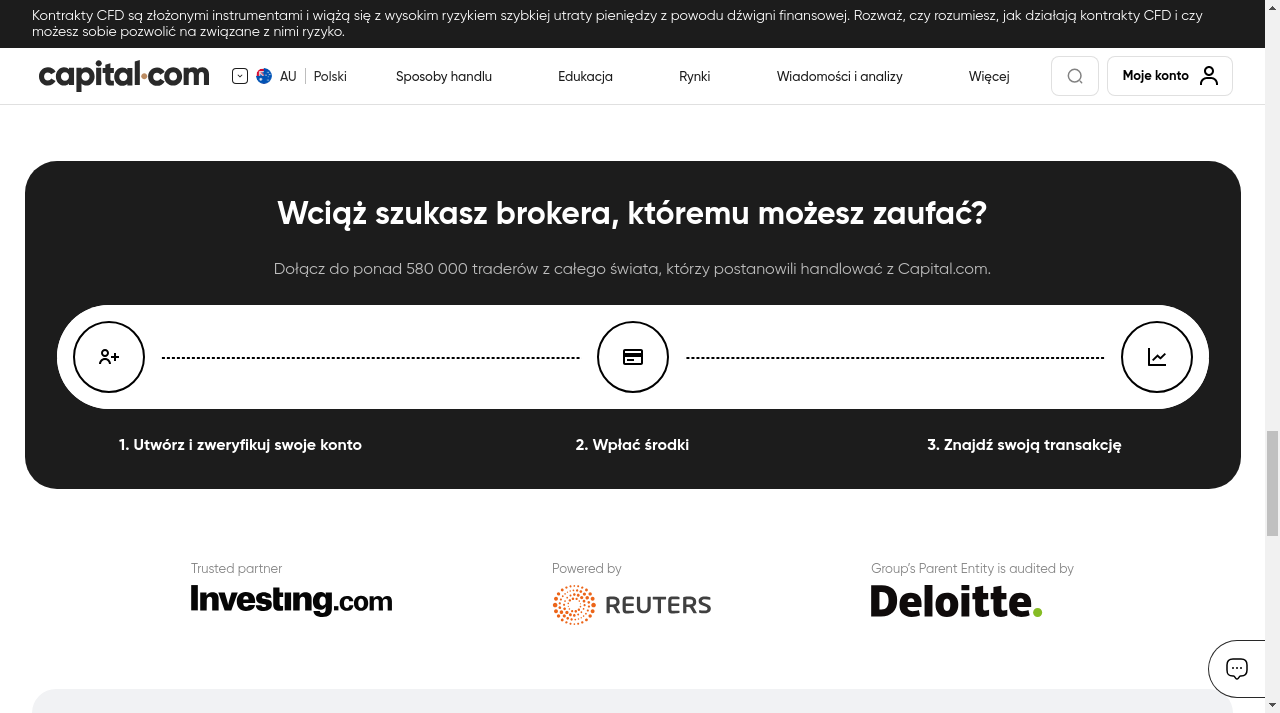 Kontrakty CFD są złożonymi instrumentami i wiążą się z wysokim ryzykiem szybkiej utraty pieniędzy z powodu dźwigni finansowej. Rozważ, czy rozumiesz, jak działają kontrakty CFD i czy
możesz sobie pozwolić na związane z nimi ryzyko.
capital.com
AU
Polski
Sposoby handlu
Edukacja
Rynki
Wiadomości i analizy
Więcej
Moje konto
Wciąż szukasz brokera, któremu możesz zaufać?
Dołącz do ponad 580 000 traderów z całego świata, którzy postanowili handlować z Capital.com.
1. Utwórz i zweryfikuj swoje konto
2. Wpłać środki
3. Znajdź swoją transakcję
Trusted partner
Investing.com
Powered by
REUTERS
Group's Parent Entity is audited by
Deloitte.